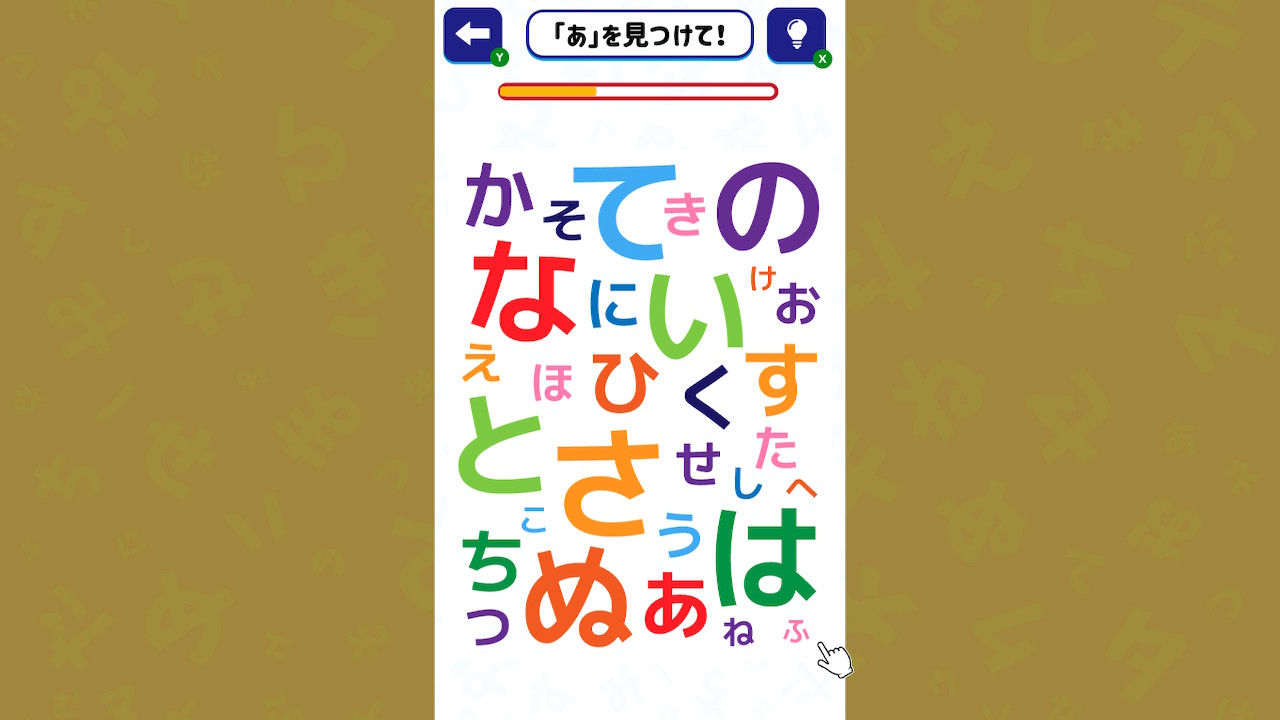 「あ」を見つけて!
Y
X
か そ て き の
な に い け お
え ほ ひ く す
と さ せ し た へ
こ う は
ち ぬ あ
つ ね ふ